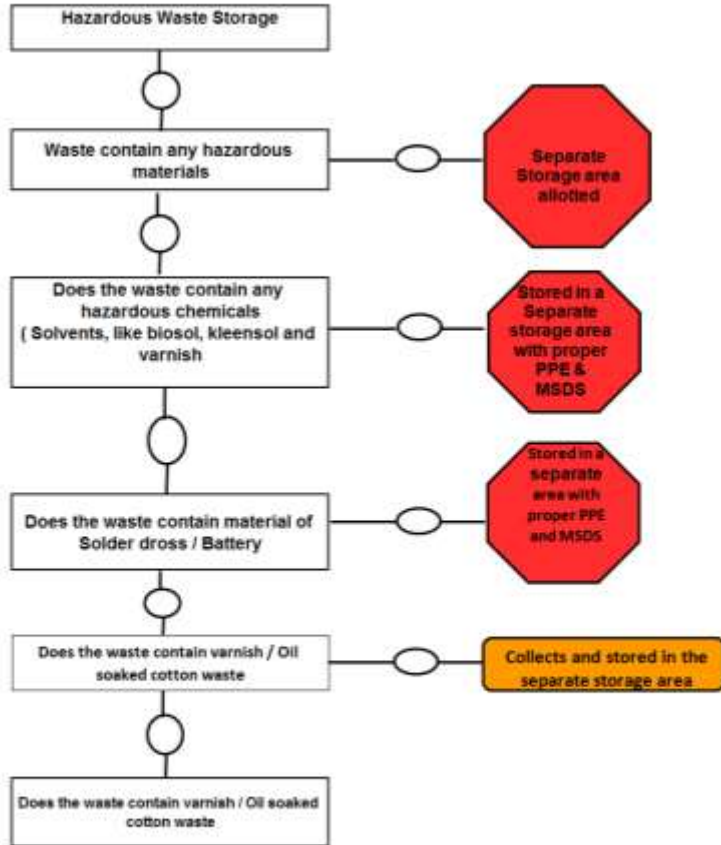 Hazardous Waste Storage
Waste contain any hazardous
materials
Separate
Storage area
allotted
Does the waste contain any
hazardous chemicals
( Solvents, like biosol, kleensol and
varnish
Stored in a
Separate
storage area
with proper
PPE &
MSDS
Does the waste contain material of
Solder dross / Battery
Stored in a
separate
area with
proper PPE
and MSDS
Does the waste contain varnish / Oil
soaked cotton waste
Collects and stored in the
separate storage area
Does the waste contain varnish / Oil soaked
cotton waste